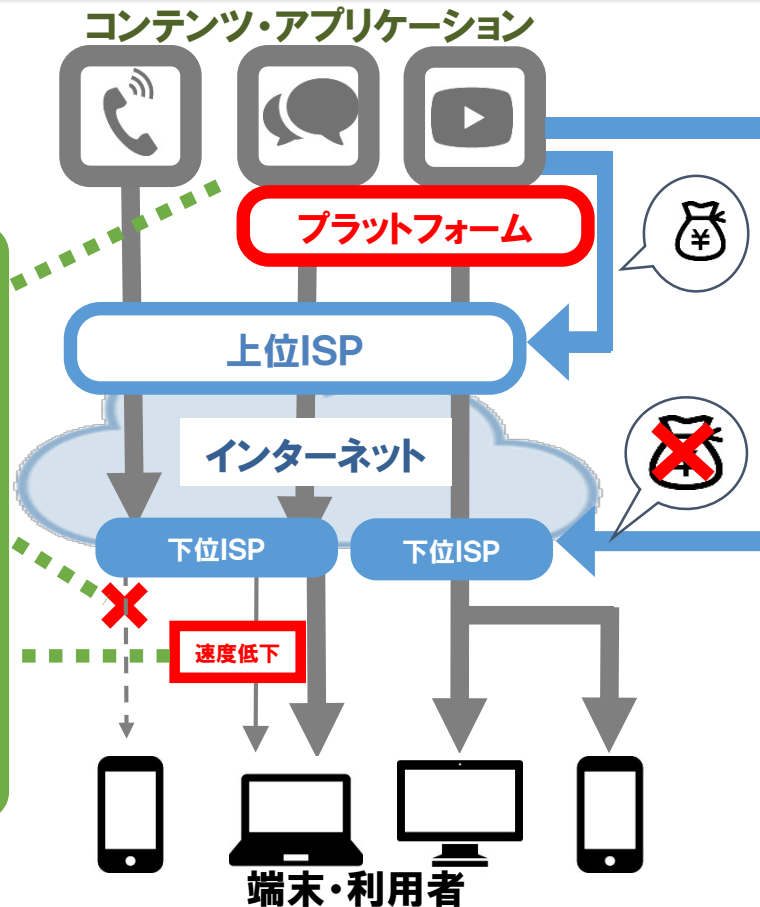 コンテンツ・アプリケーション
プラットフォーム
¥
上位ISP
インターネット
¥
下位ISP
下位ISP
速度低下
端末・利用者